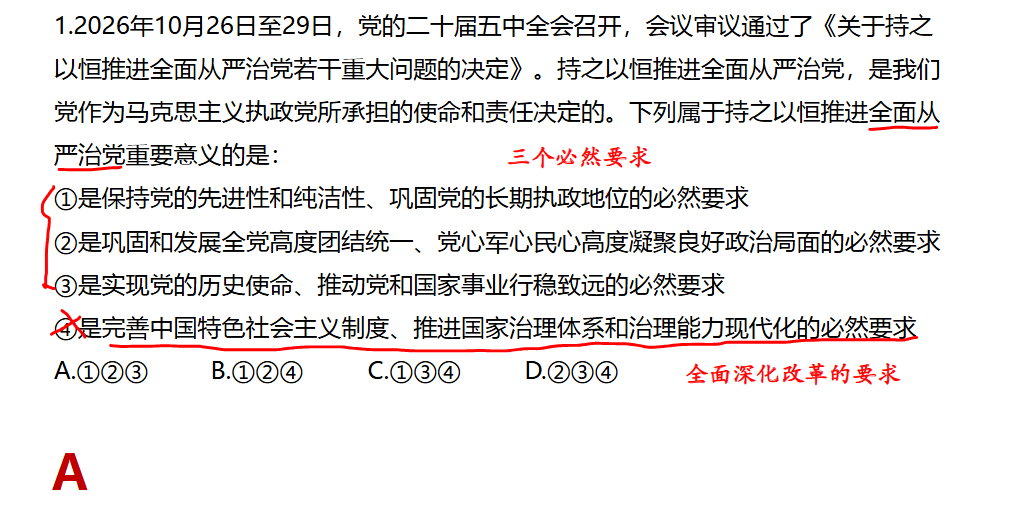 1.2026年10月26日至29日，党的二十届五中全会召开，会议审议通过了《关于持之
以恒推进全面从严治党若干重大问题的决定》。持之以恒推进全面从严治党，是我们
党作为马克思主义执政党所承担的使命和责任决定的。下列属于持之以恒推进全面从
严治党重要意义的是：
三个必然要求
①是保持党的先进性和纯洁性、巩固党的长期执政地位的必然要求
②是巩固和发展全党高度团结统一、党心军心民心高度凝聚良好政治局面的必然要求
③是实现党的历史使命、推动党和国家事业行稳致远的必然要求
④是完善中国特色社会主义制度、推进国家治理体系和治理能力现代化的必然要求
A.①②③ B.①②④ C.①③④ D.②③④
全面深化改革的要求
A